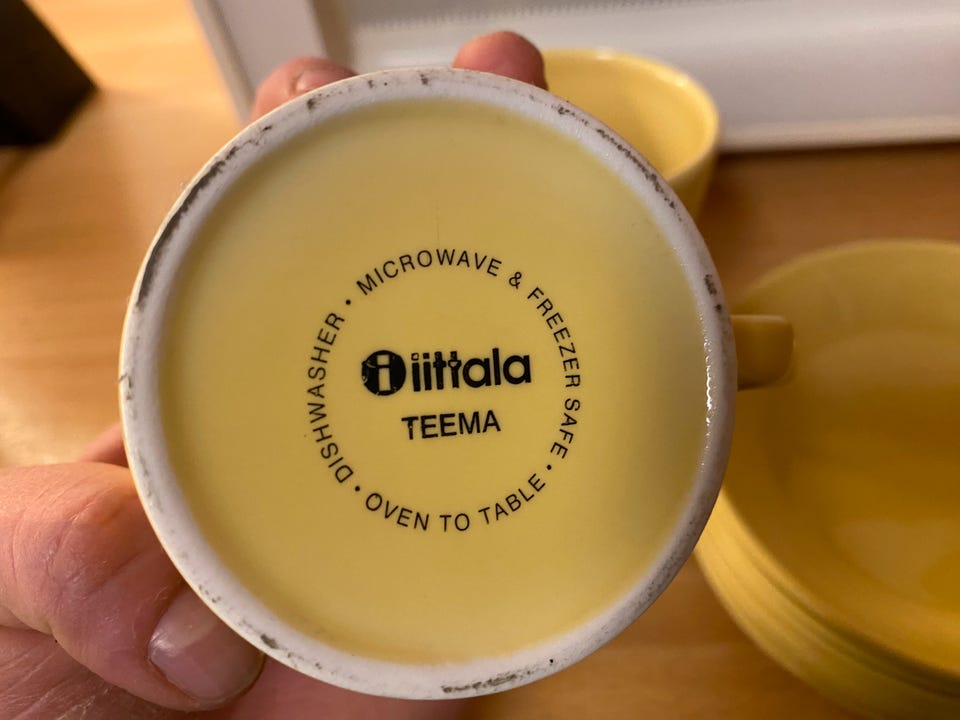 DISHWASHER · MICROWAVE & FREEZER SAFE · OVEN TO TABLE ·
i iittala
TEEMA